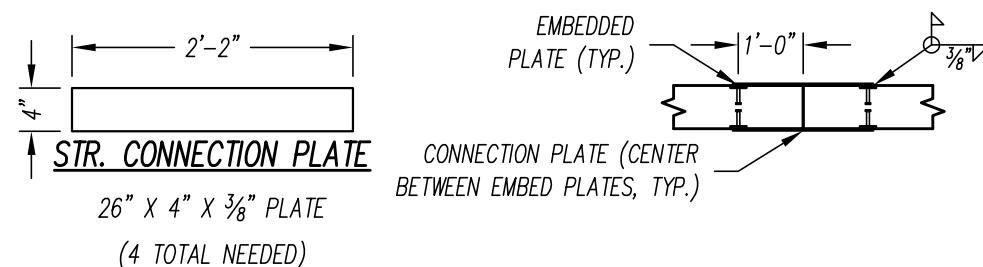 2'-2"
4"
STR. CONNECTION PLATE
26" X 4" X 3/8" PLATE
(4 TOTAL NEEDED)
EMBEDDED
PLATE (TYP.)
1'-0"
3/8"
CONNECTION PLATE (CENTER
BETWEEN EMBED PLATES, TYP.)